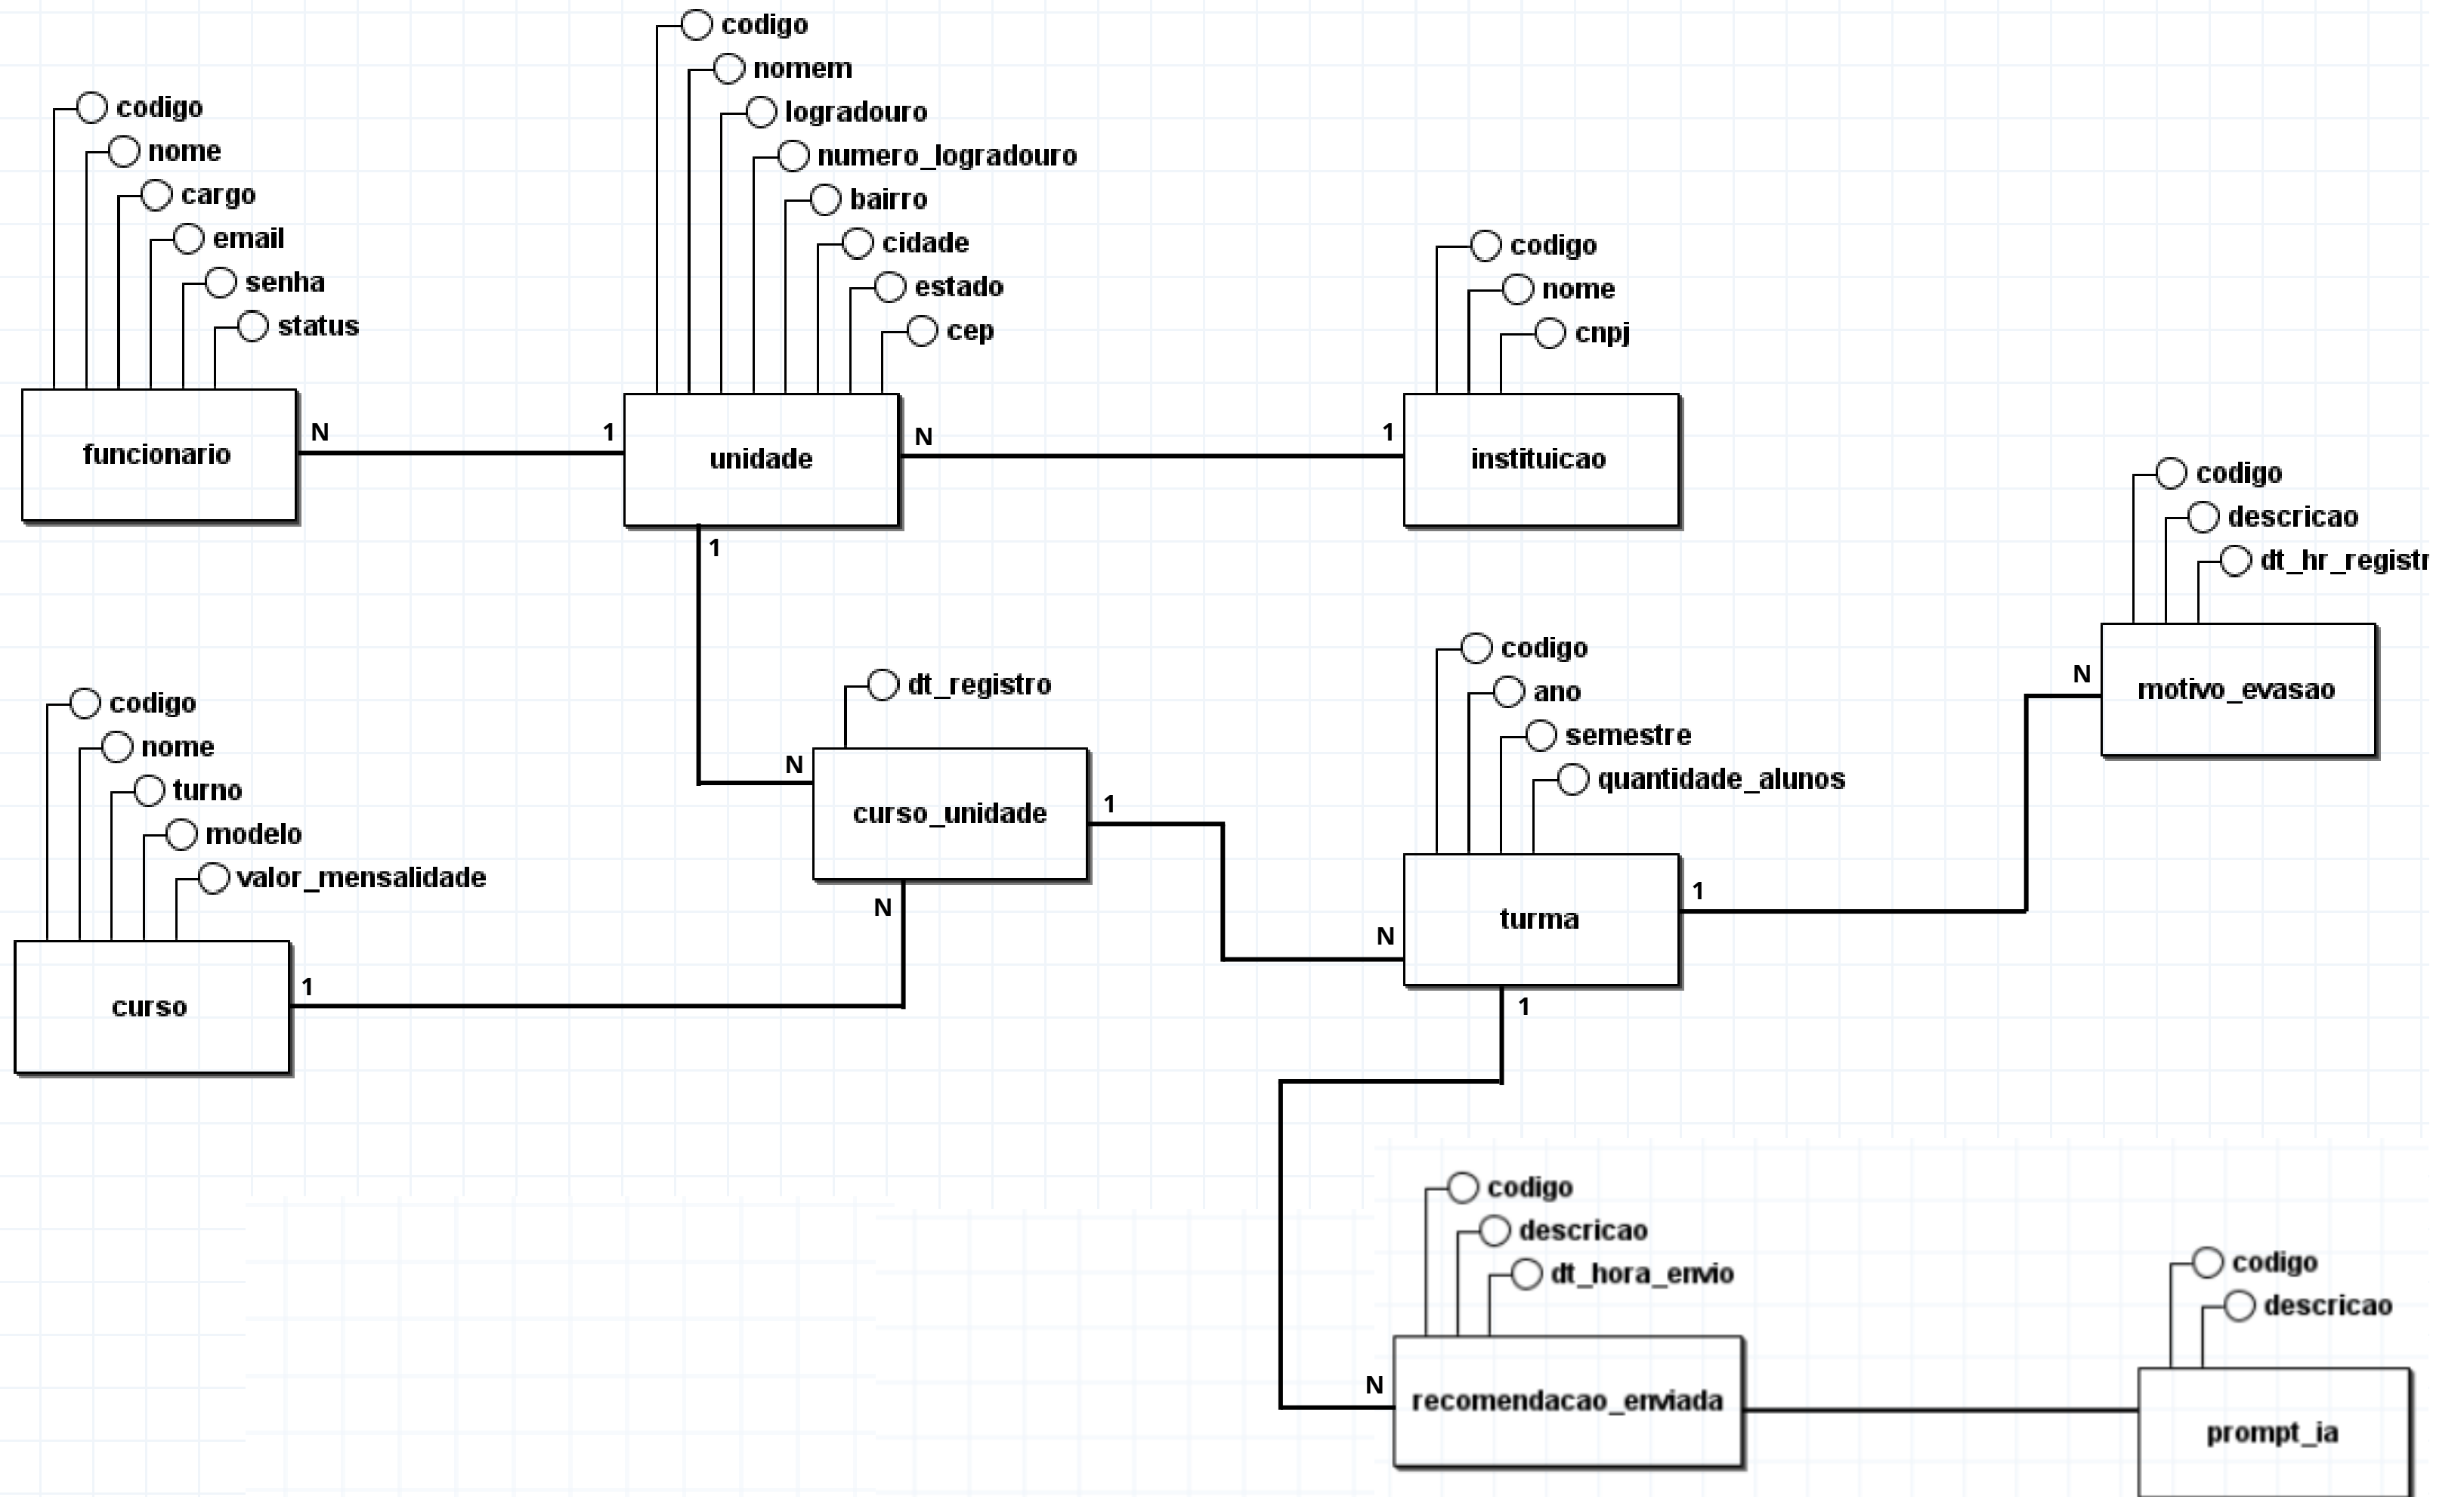 codigo
nomem
logradouro
numero_logradouro
bairro
cidade
estado
cep
codigo
nome
cargo
email
senha
status
codigo
nome
cnpj
funcionario
N
1
unidade
N
1
instituicao
1
codigo
descricao
dt_hr_registr
N
motivo_evasao
codigo
ano
semestre
quantidade_alunos
dt_registro
N
curso_unidade
1
N
codigo
nome
turno
modelo
valor_mensalidade
curso
1
N
turma
1
1
codigo
descricao
dt_hora_envio
N
recomendacao_enviada
codigo
descricao
prompt_ia